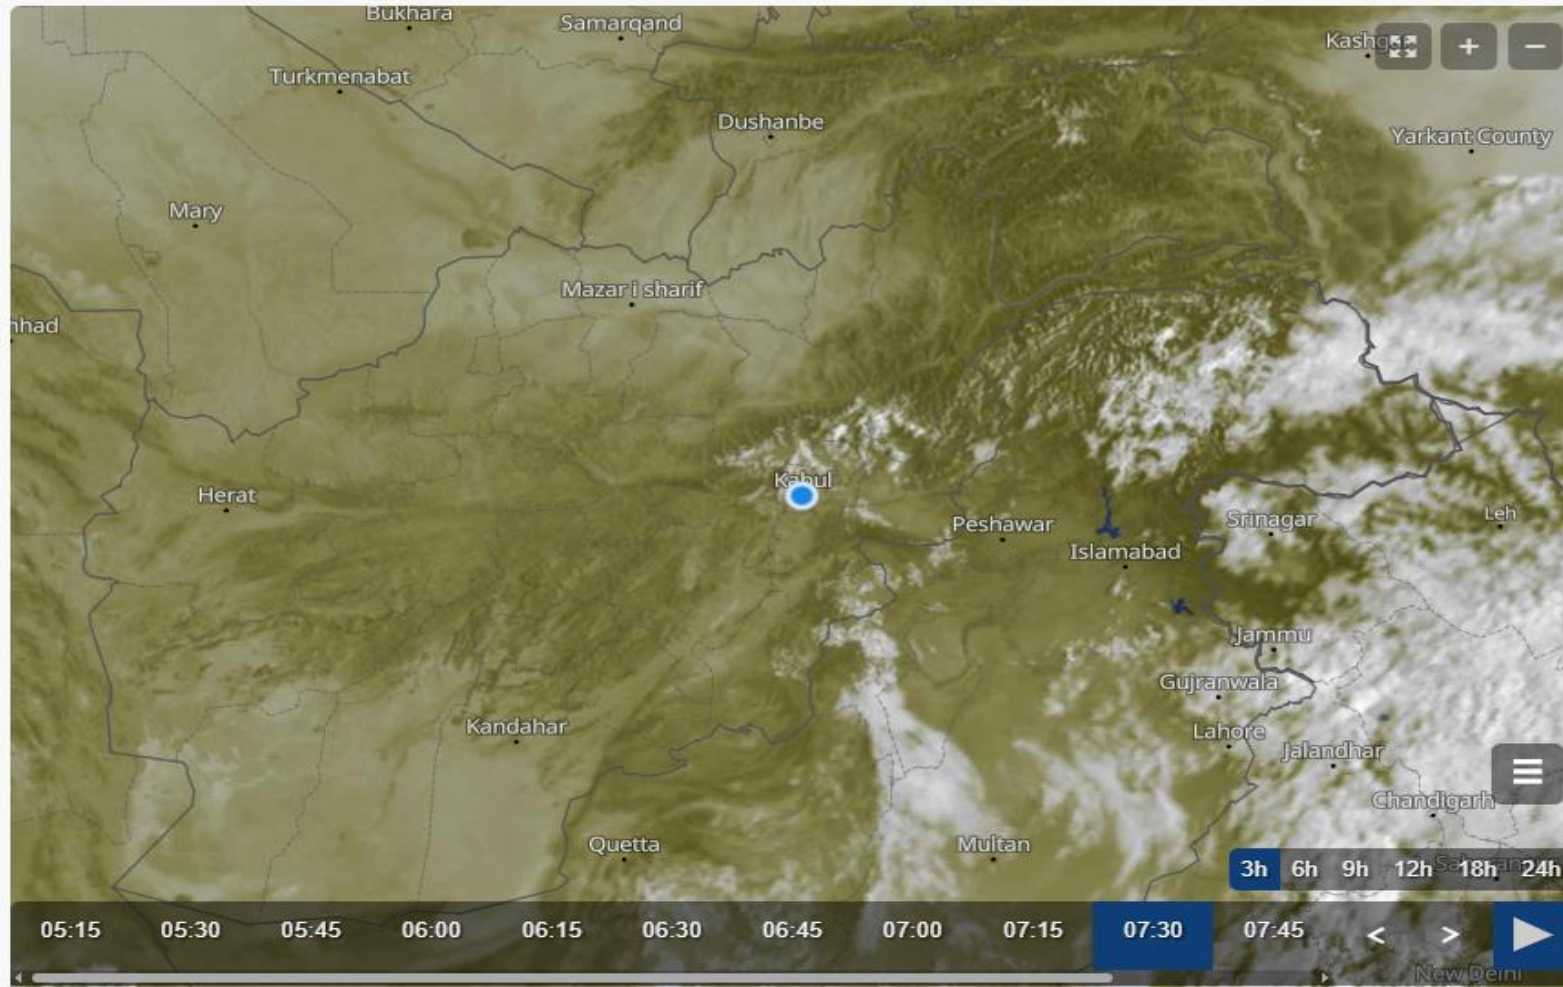 Bukhara
Samarqand
Turkmenabat
Dushanbe
Yarkant County
Mary
Mazar i sharif
Kabul
Herat
Peshawar
Srinagar
Leh
Islamabad
Jammu
Gujranwala
Kandahar
Lahore
Jalandhar
Chandigarh
Quetta
Multan
3h 6h 9h 12h 18h 24h
05:15 05:30 05:45 06:00 06:15 06:30 06:45 07:00 07:15 07:30 07:45 < >
New Delhi